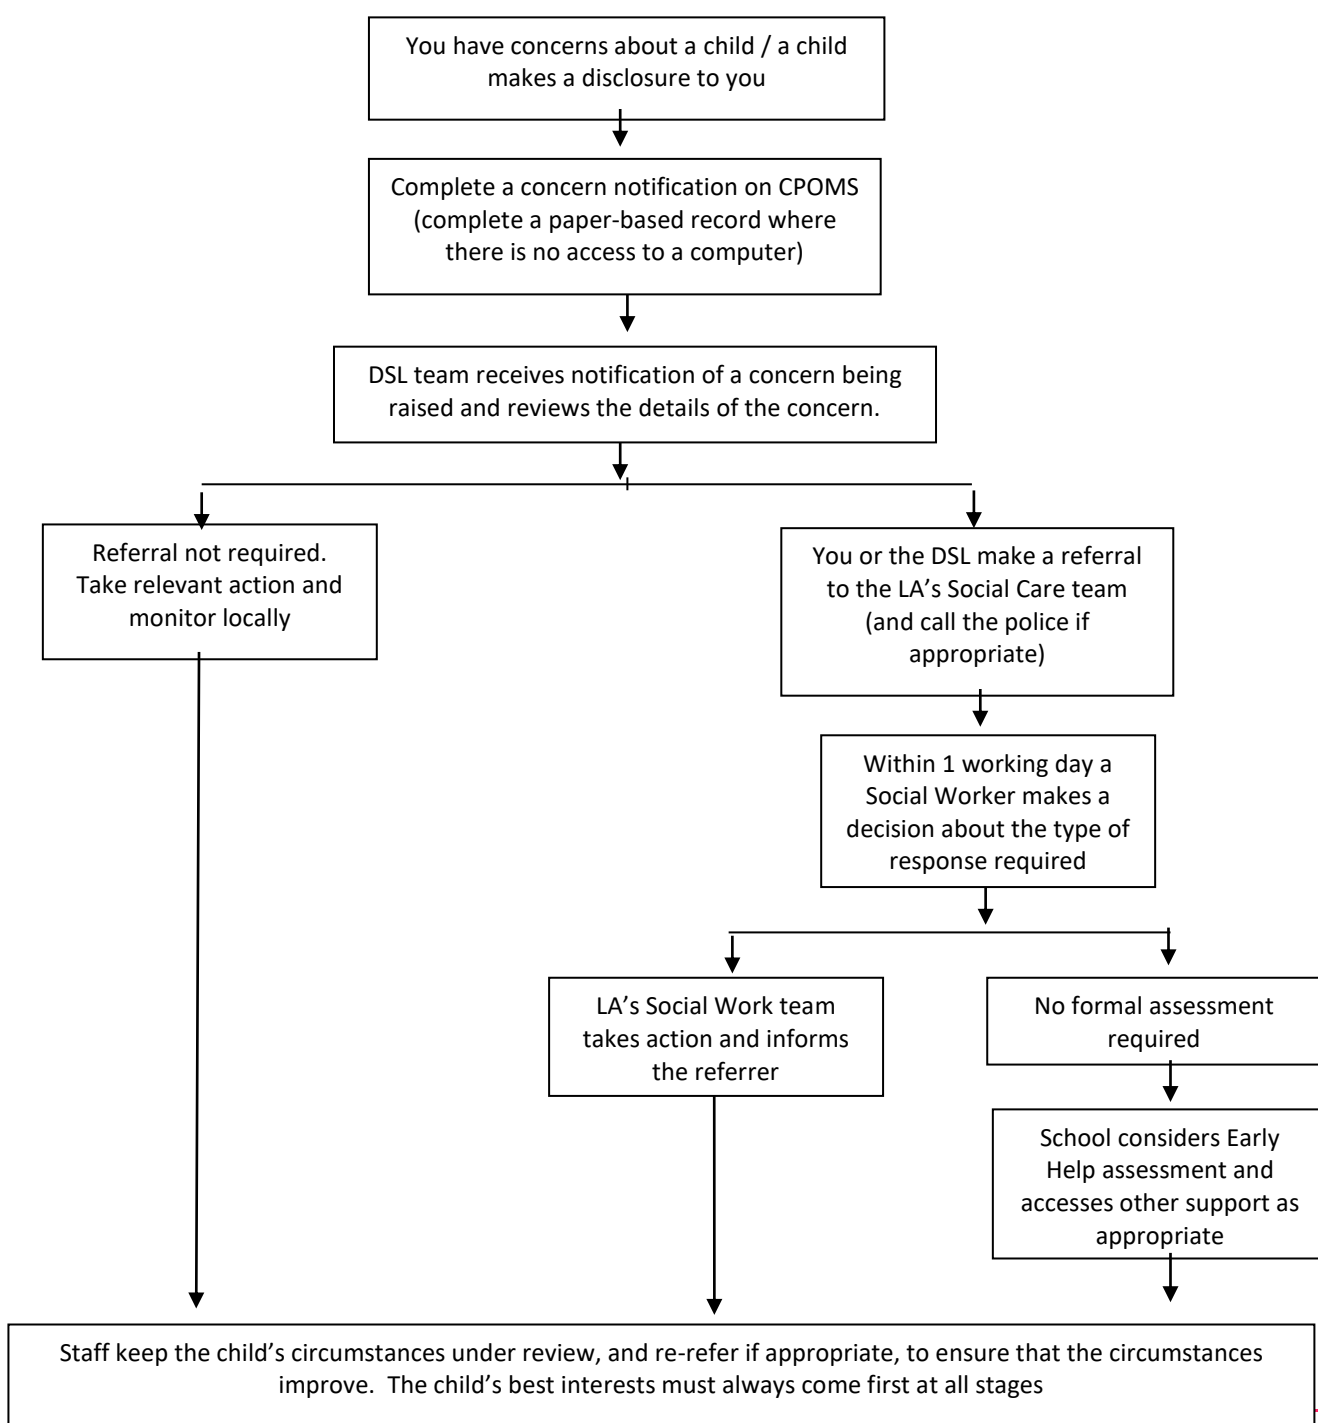 You have concerns about a child / a child
makes a disclosure to you
Complete a concern notification on CPOMS
(complete a paper-based record where
there is no access to a computer)
DSL team receives notification of a concern being
raised and reviews the details of the concern.
Referral not required.
Take relevant action and
monitor locally
You or the DSL make a referral
to the LA’s Social Care team
(and call the police if
appropriate)
Within 1 working day a
Social Worker makes a
decision about the type of
response required
LA’s Social Work team
takes action and informs
the referrer
No formal assessment
required
School considers Early
Help assessment and
accesses other support as
appropriate
Staff keep the child’s circumstances under review, and re-refer if appropriate, to ensure that the circumstances
improve.  The child’s best interests must always come first at all stages